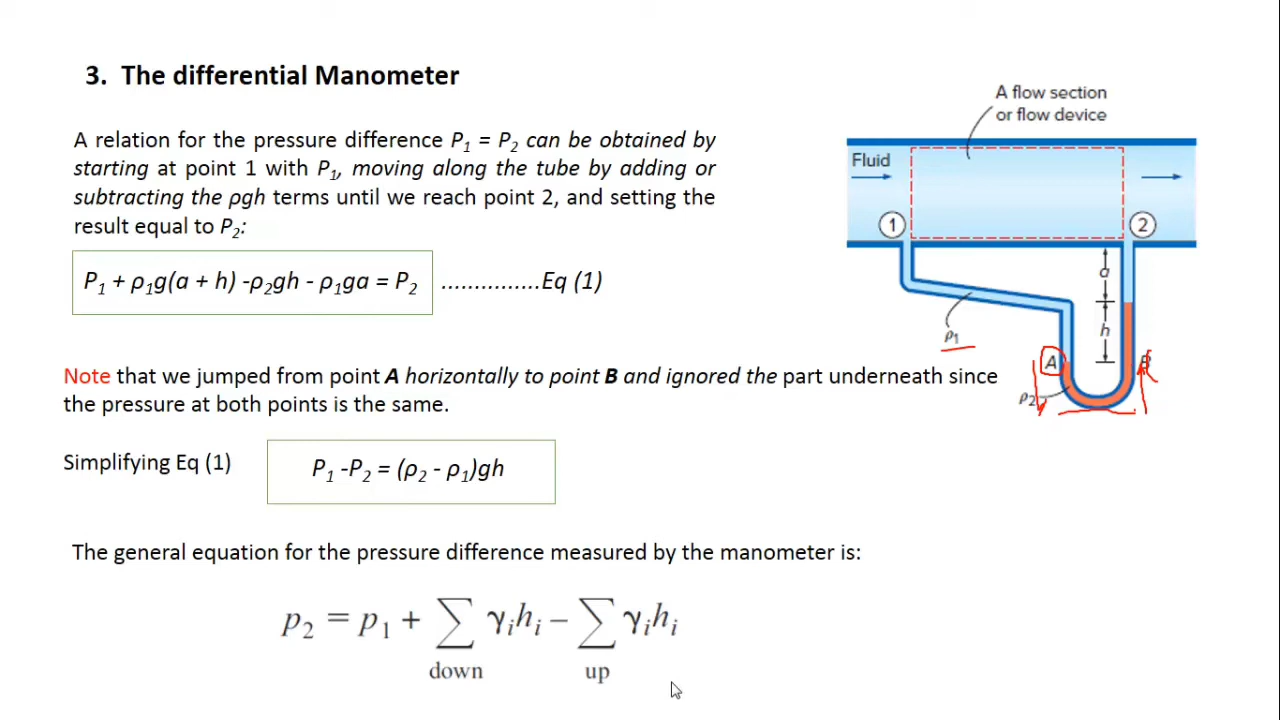 3. The differential Manometer
A flow section
or flow device
A relation for the pressure difference P₁ = P₂ can be obtained by
starting at point 1 with P₁, moving along the tube by adding or
subtracting the ρgh terms until we reach point 2, and setting the
result equal to P₂:
Fluid
1
2
P₁ + ρ₁g(a + h) -ρ₂gh - ρ₁ga = P₂ ...............Eq (1)
a
h
ρ₁
A
B
ρ₂
Note that we jumped from point A horizontally to point B and ignored the part underneath since
the pressure at both points is the same.
Simplifying Eq (1)
P₁ -P₂ = (ρ₂ - ρ₁)gh
The general equation for the pressure difference measured by the manometer is:
p₂ = p₁ + ∑ γᵢhᵢ – ∑ γᵢhᵢ
down up